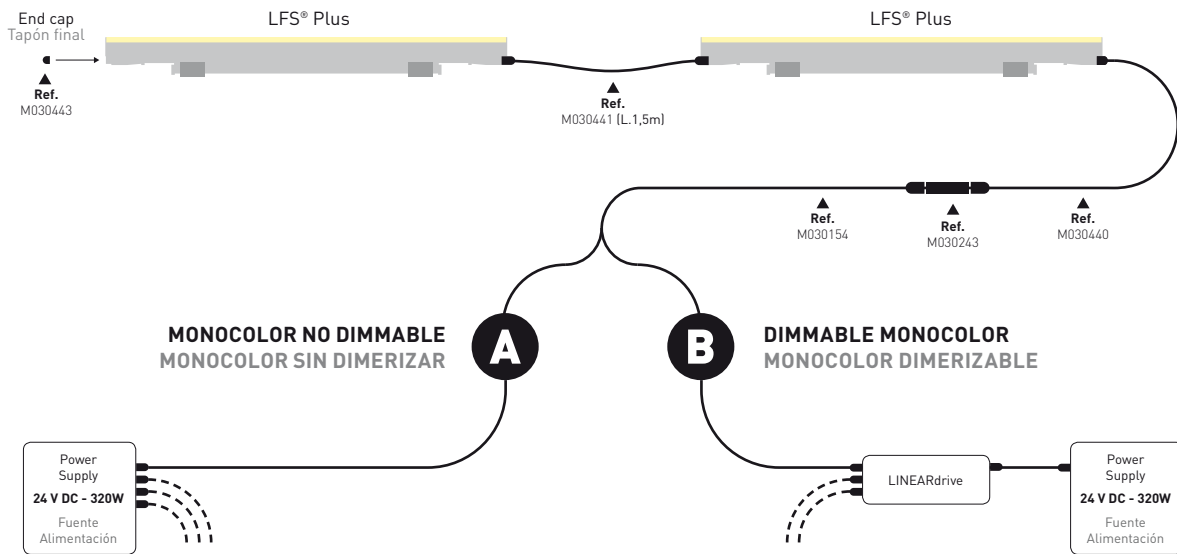 End cap
Tapón final
LFS® Plus
LFS® Plus
Ref.
M030443
Ref.
M030441 (L.1,5m)
Ref.
M030154
Ref.
M030243
Ref.
M030440
MONOCOLOR NO DIMMABLE
MONOCOLOR SIN DIMERIZAR
A
B
DIMMABLE MONOCOLOR
MONOCOLOR DIMERIZABLE
Power
Supply
24 V DC - 320W
Fuente
Alimentación
LINEARdrive
Power
Supply
24 V DC - 320W
Fuente
Alimentación